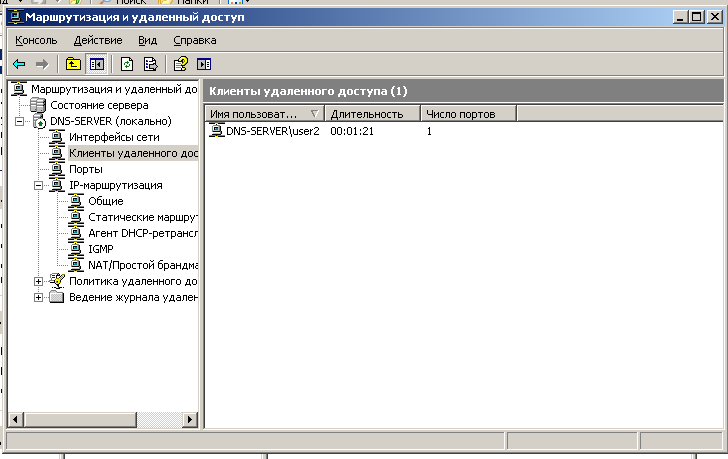 Поиск
Папки
Маршрутизация и удаленный доступ
Консоль Действие Вид Справка
Маршрутизация и удаленный до
Состояние сервера
DNS-SERVER (локально)
Интерфейсы сети
Клиенты удаленного дос
Порты
IP-маршрутизация
Общие
Статические маршрут
Агент DHCP-ретрансл
IGMP
NAT/Простой брандма
Политика удаленного до
Ведение журнала удален
Клиенты удаленного доступа (1)
Имя пользоват... Длительность Число портов
DNS-SERVER\user2 00:01:21 1